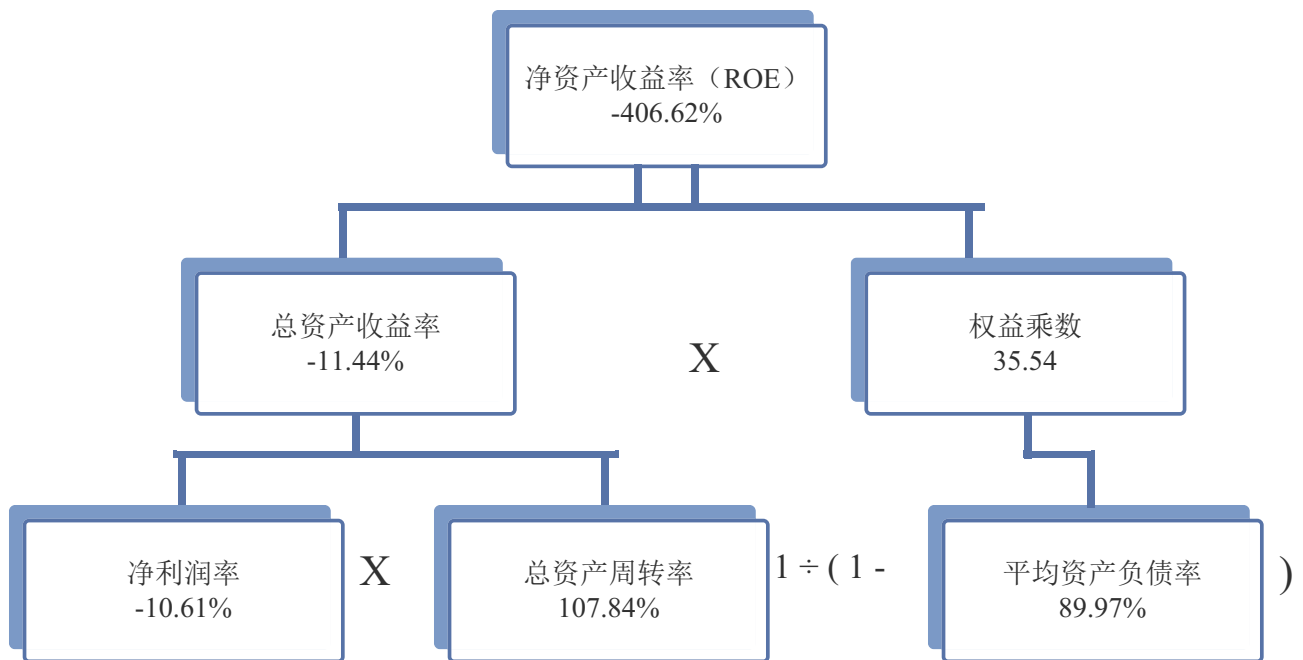 净资产收益率（ROE）
-406.62%
总资产收益率
-11.44%
X
权益乘数
35.54
净利润率
-10.61%
X
总资产周转率
107.84%
1 ÷ ( 1 -
平均资产负债率
89.97%
)